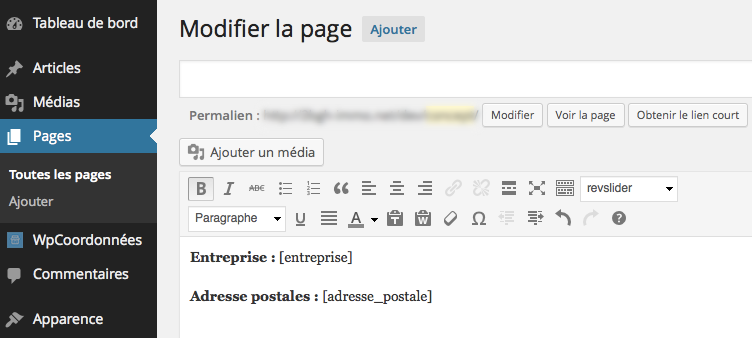 Tableau de bord
Articles
Médias
Pages
Toutes les pages
Ajouter
WpCoordonnées
Commentaires
Apparence
Modifier la page Ajouter
Permalien : Modifier Voir la page Obtenir le lien court
Ajouter un média
B I ABC revslider
Paragraphe U A T W Ω ?
Entreprise : [entreprise]
Adresse postales : [adresse_postale]